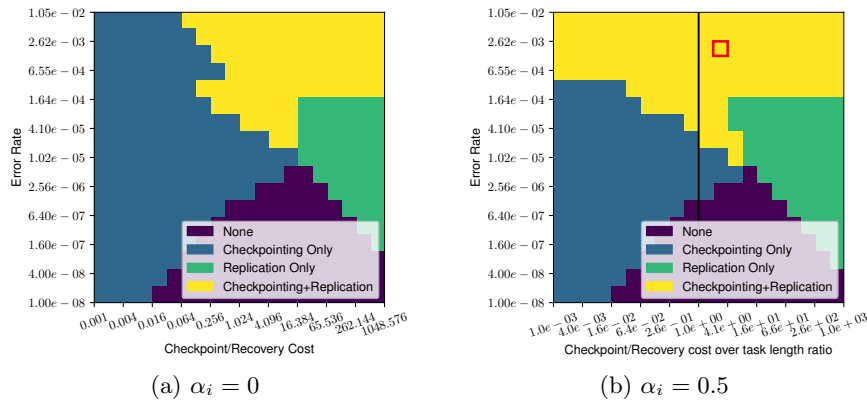 1.05e − 02
2.62e − 03
6.55e − 04
1.64e − 04
4.10e − 05
1.02e − 05
2.56e − 06
6.40e − 07
1.60e − 07
4.00e − 08
1.00e − 08
Error Rate
None
Checkpointing Only
Replication Only
Checkpointing+Replication
0.001 0.004 0.016 0.064 0.256 1.024 4.096 16.384 65.536 262.144 1048.576
Checkpoint/Recovery Cost
(a) αᵢ = 0
1.05e − 02
2.62e − 03
6.55e − 04
1.64e − 04
4.10e − 05
1.02e − 05
2.56e − 06
6.40e − 07
1.60e − 07
4.00e − 08
1.00e − 08
Error Rate
None
Checkpointing Only
Replication Only
Checkpointing+Replication
1.0e − 03 4.0e − 03 1.6e − 02 6.4e − 02 2.6e − 01 1.0e + 00 4.1e + 00 1.6e + 01 6.4e + 01 2.6e + 02 1.0e + 03
Checkpoint/Recovery cost over task length ratio
(b) αᵢ = 0.5